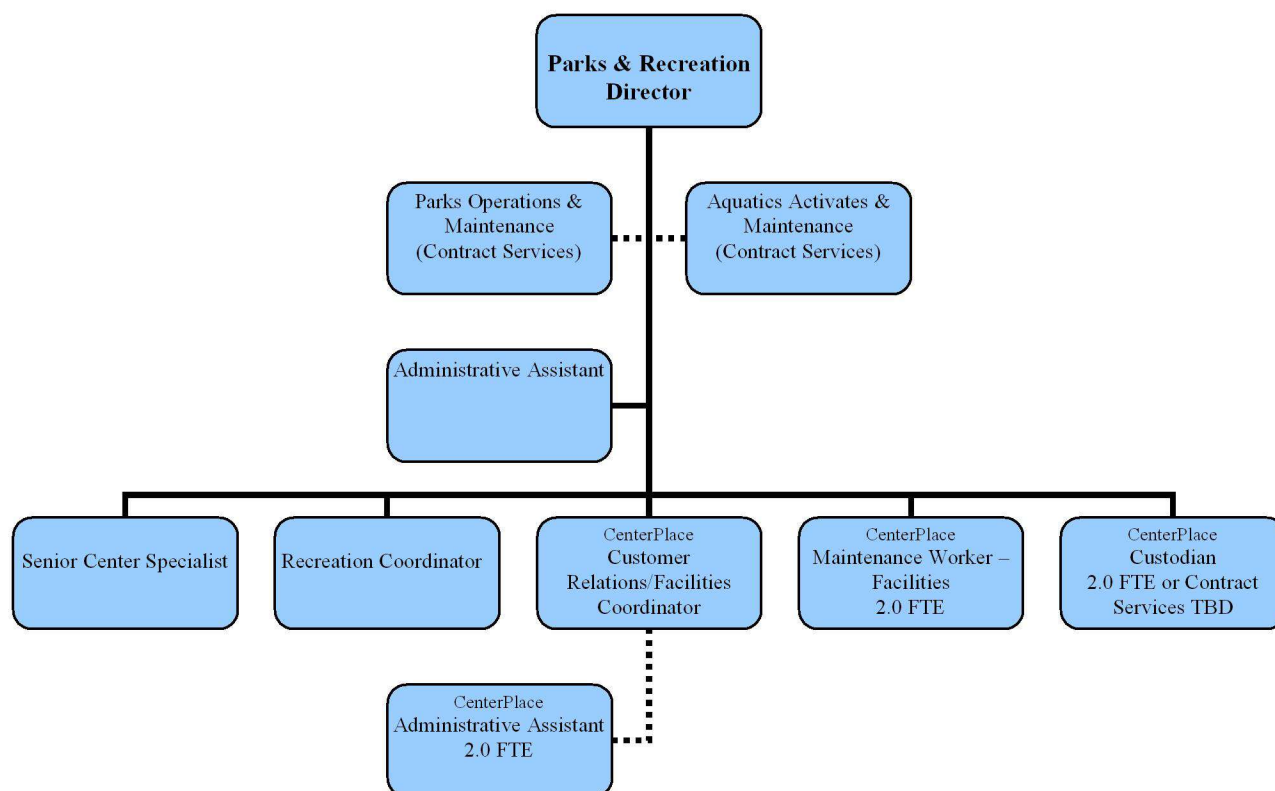 Parks & Recreation
Director
Parks Operations &
Maintenance
(Contract Services)
Aquatics Activates &
Maintenance
(Contract Services)
Administrative Assistant
Senior Center Specialist
Recreation Coordinator
CenterPlace
Customer
Relations/Facilities
Coordinator
CenterPlace
Maintenance Worker –
Facilities
2.0 FTE
CenterPlace
Custodian
2.0 FTE or Contract
Services TBD
CenterPlace
Administrative Assistant
2.0 FTE